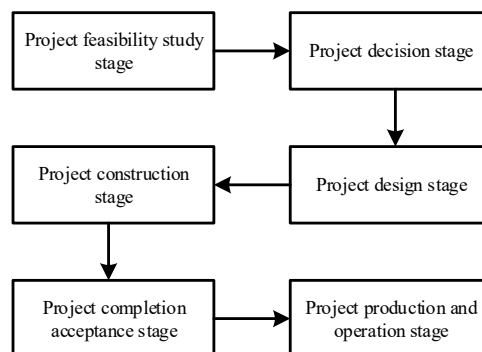 Project feasibility study
stage
Project decision stage
Project construction
stage
Project design stage
Project completion
acceptance stage
Project production and
operation stage